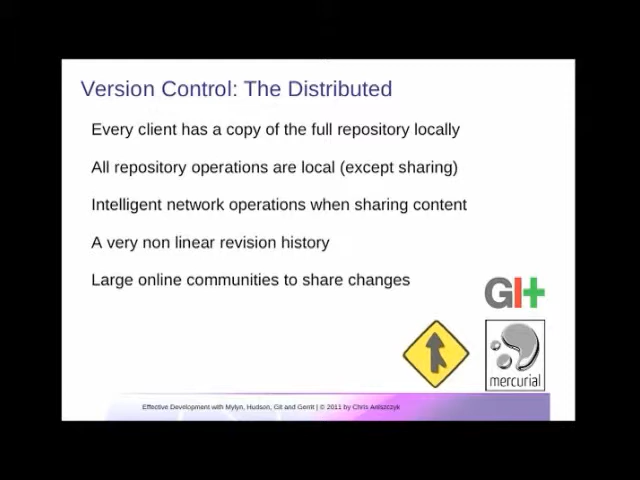 Version Control: The Distributed
Every client has a copy of the full repository locally
All repository operations are local (except sharing)
Intelligent network operations when sharing content
A very non linear revision history
Large online communities to share changes
GIt
mercurial
Effective Development with Mylyn, Hudson, Git and Gerrit | © 2011 by Chris Aniszczyk